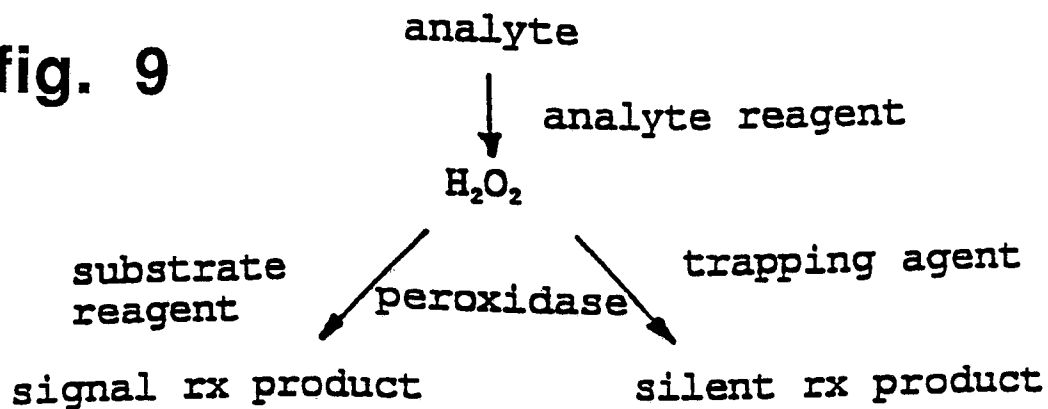 fig. 9
analyte
analyte reagent
H₂O₂
substrate
reagent
peroxidase
trapping agent
signal rx product
silent rx product